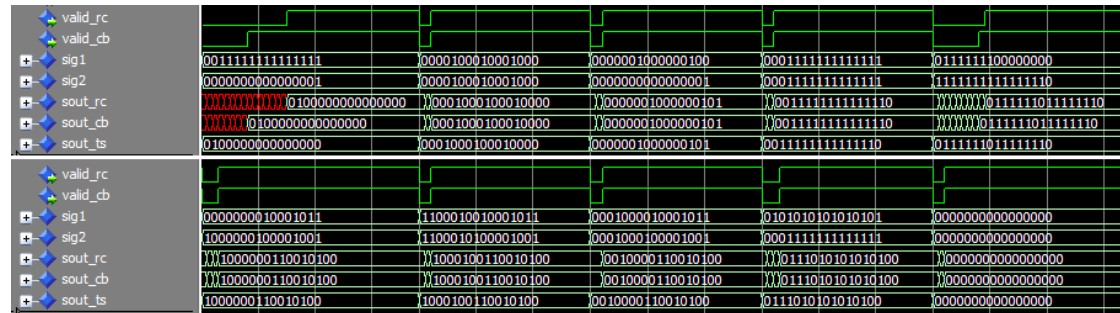 valid_rc
valid_cb
sig1 0011111111111111 0000100010001000 0000001000000100 0001111111111111 0111111100000000
sig2 0000000000000001 0000100010001000 0000000000000001 0001111111111111 1111111111111110
sout_rc 0100000000000000 0001000100010000 0000001000000101 0011111111111110 0111111011111110
sout_cb 0100000000000000 0001000100010000 0000001000000101 0011111111111110 0111111011111110
sout_ts 0100000000000000 0001000100010000 0000001000000101 0011111111111110 0111111011111110
valid_rc
valid_cb
sig1 0000000010001011 1100010010001011 0001000010001011 0101010101010101 0000000000000000
sig2 1000000100001001 1100010100001001 0001000100001001 0001111111111111 0000000000000000
sout_rc 1000000110010100 1000100110010100 0010000110010100 0111010101010100 0000000000000000
sout_cb 1000000110010100 1000100110010100 0010000110010100 0111010101010100 0000000000000000
sout_ts 1000000110010100 1000100110010100 0010000110010100 0111010101010100 0000000000000000